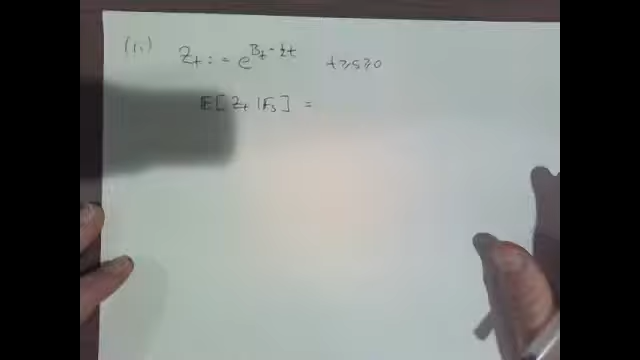 (ii) Z_t := e^{B_t - ½t} t ≥ s ≥ 0
E[Z_t | F_s] =